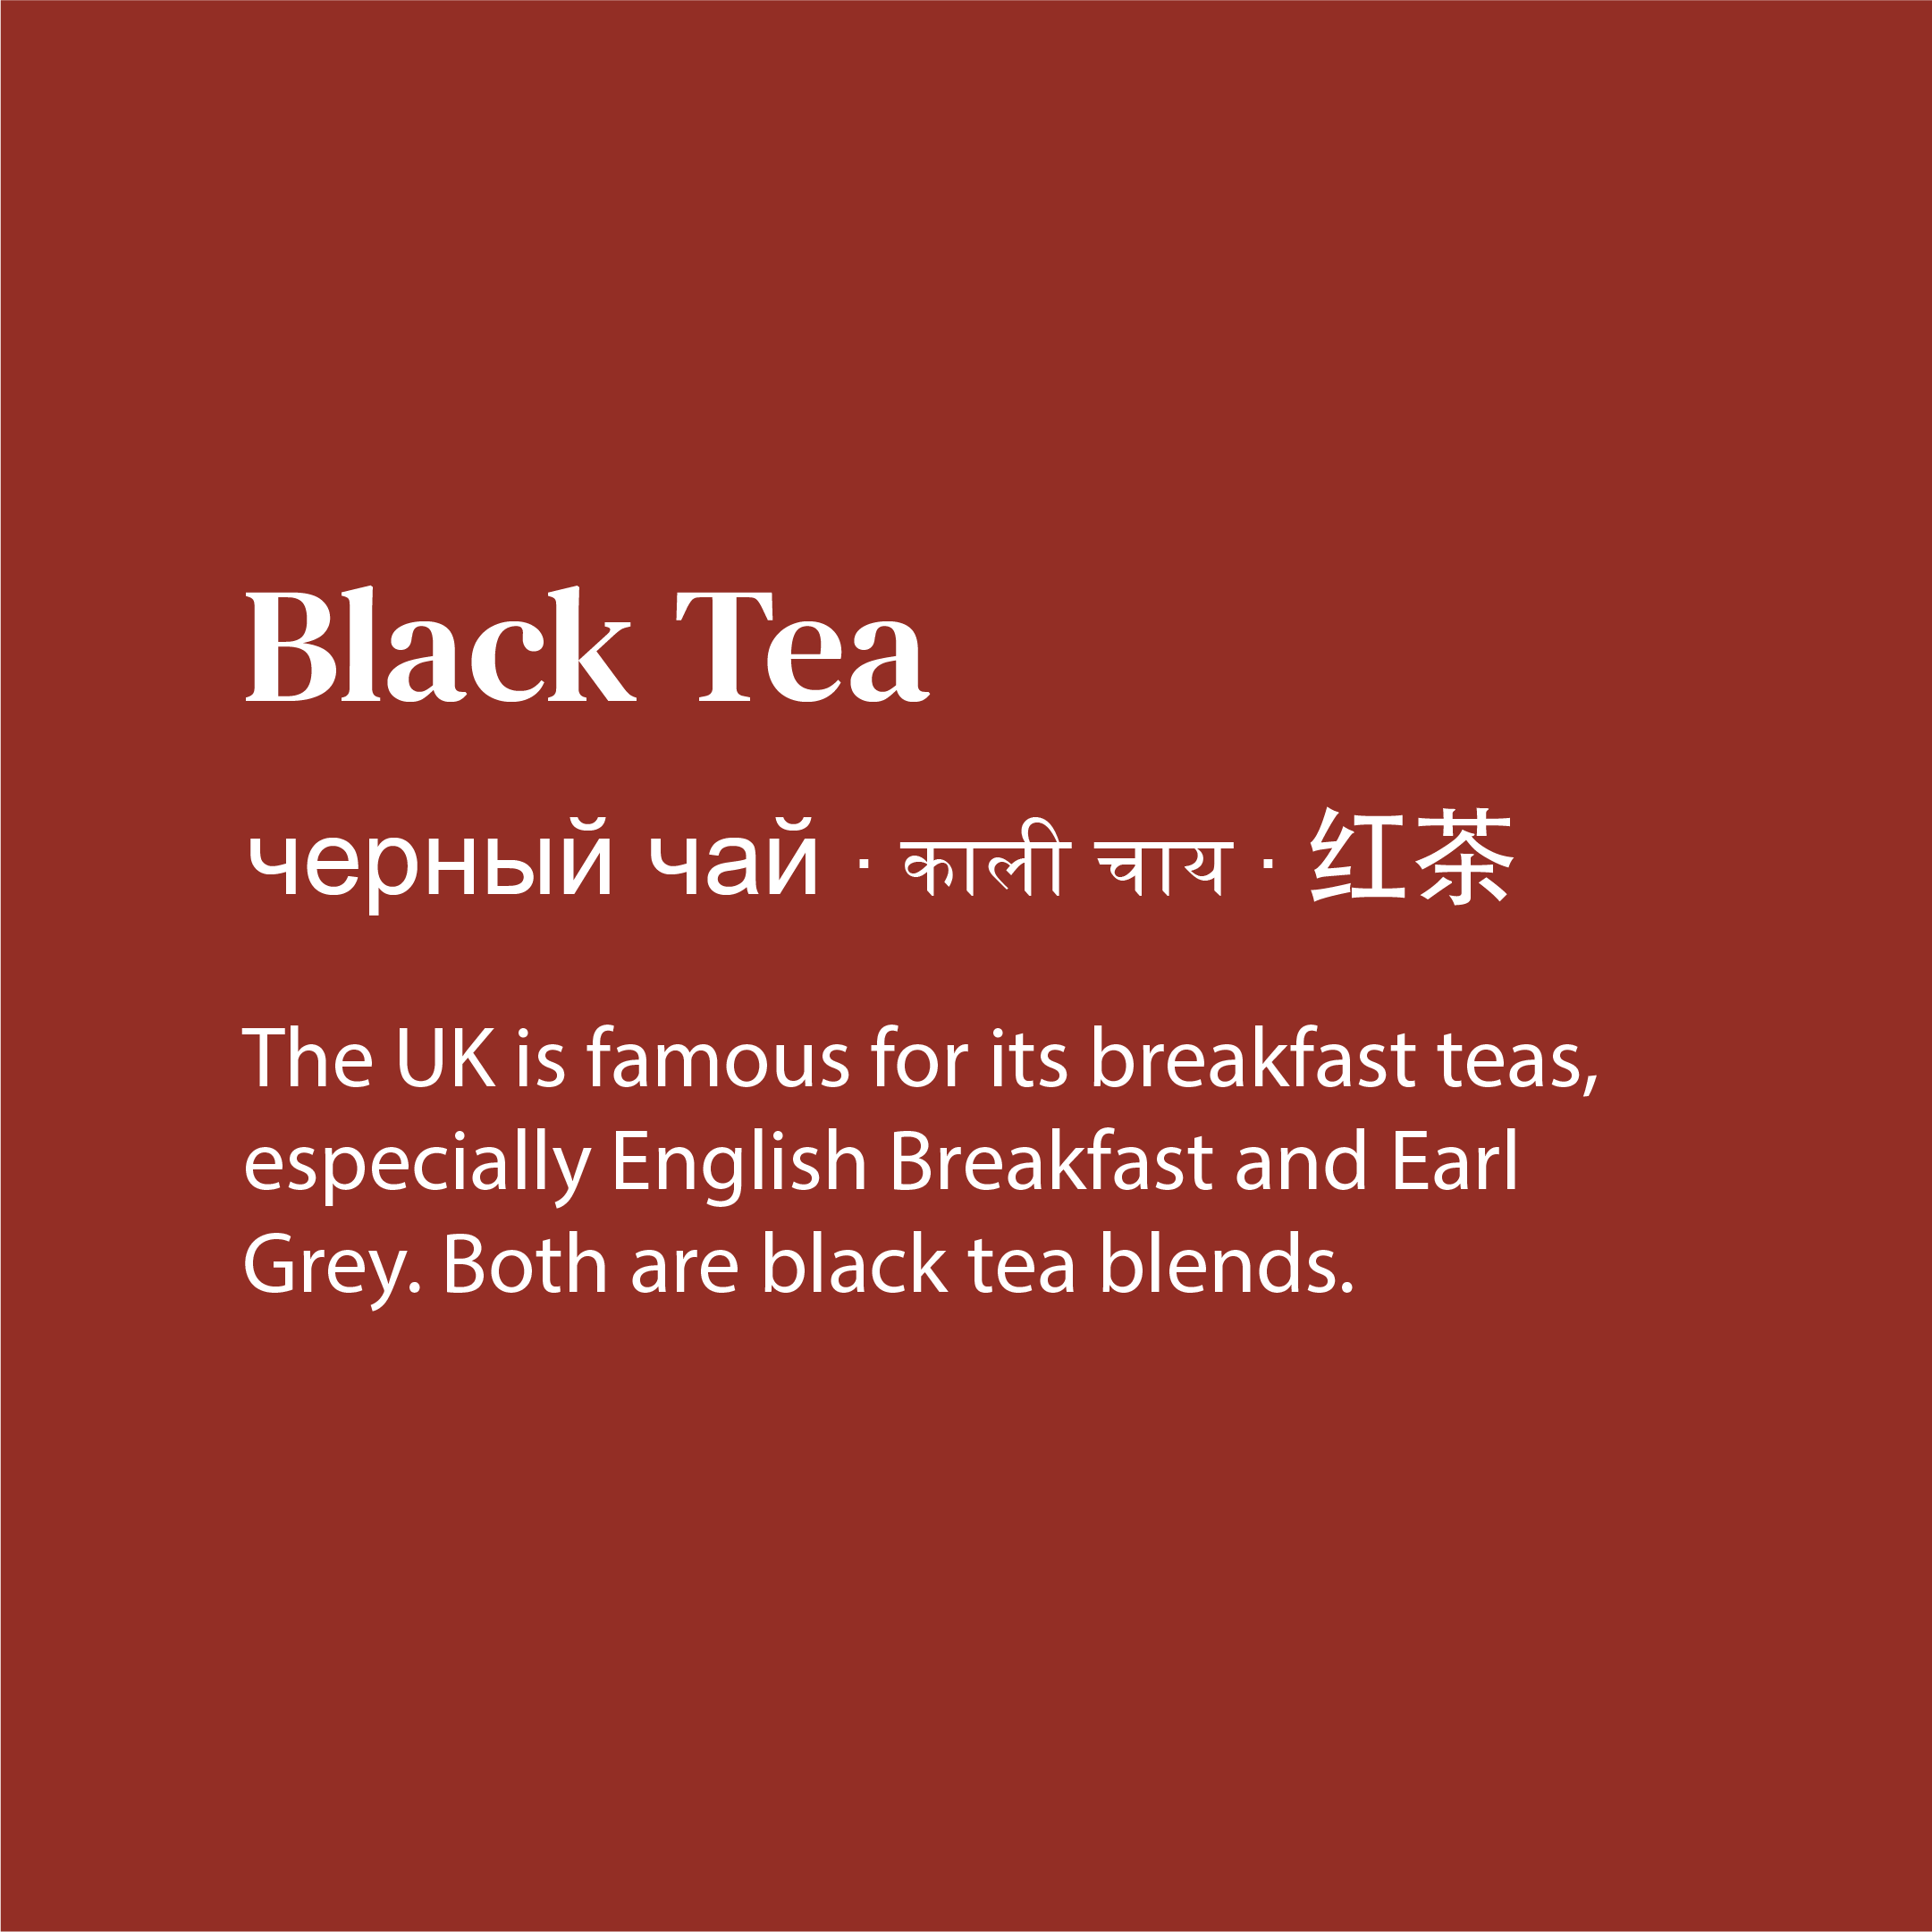 Black Tea
черный чай · काली चाय · 红茶
The UK is famous for its breakfast teas,
especially English Breakfast and Earl
Grey. Both are black tea blends.